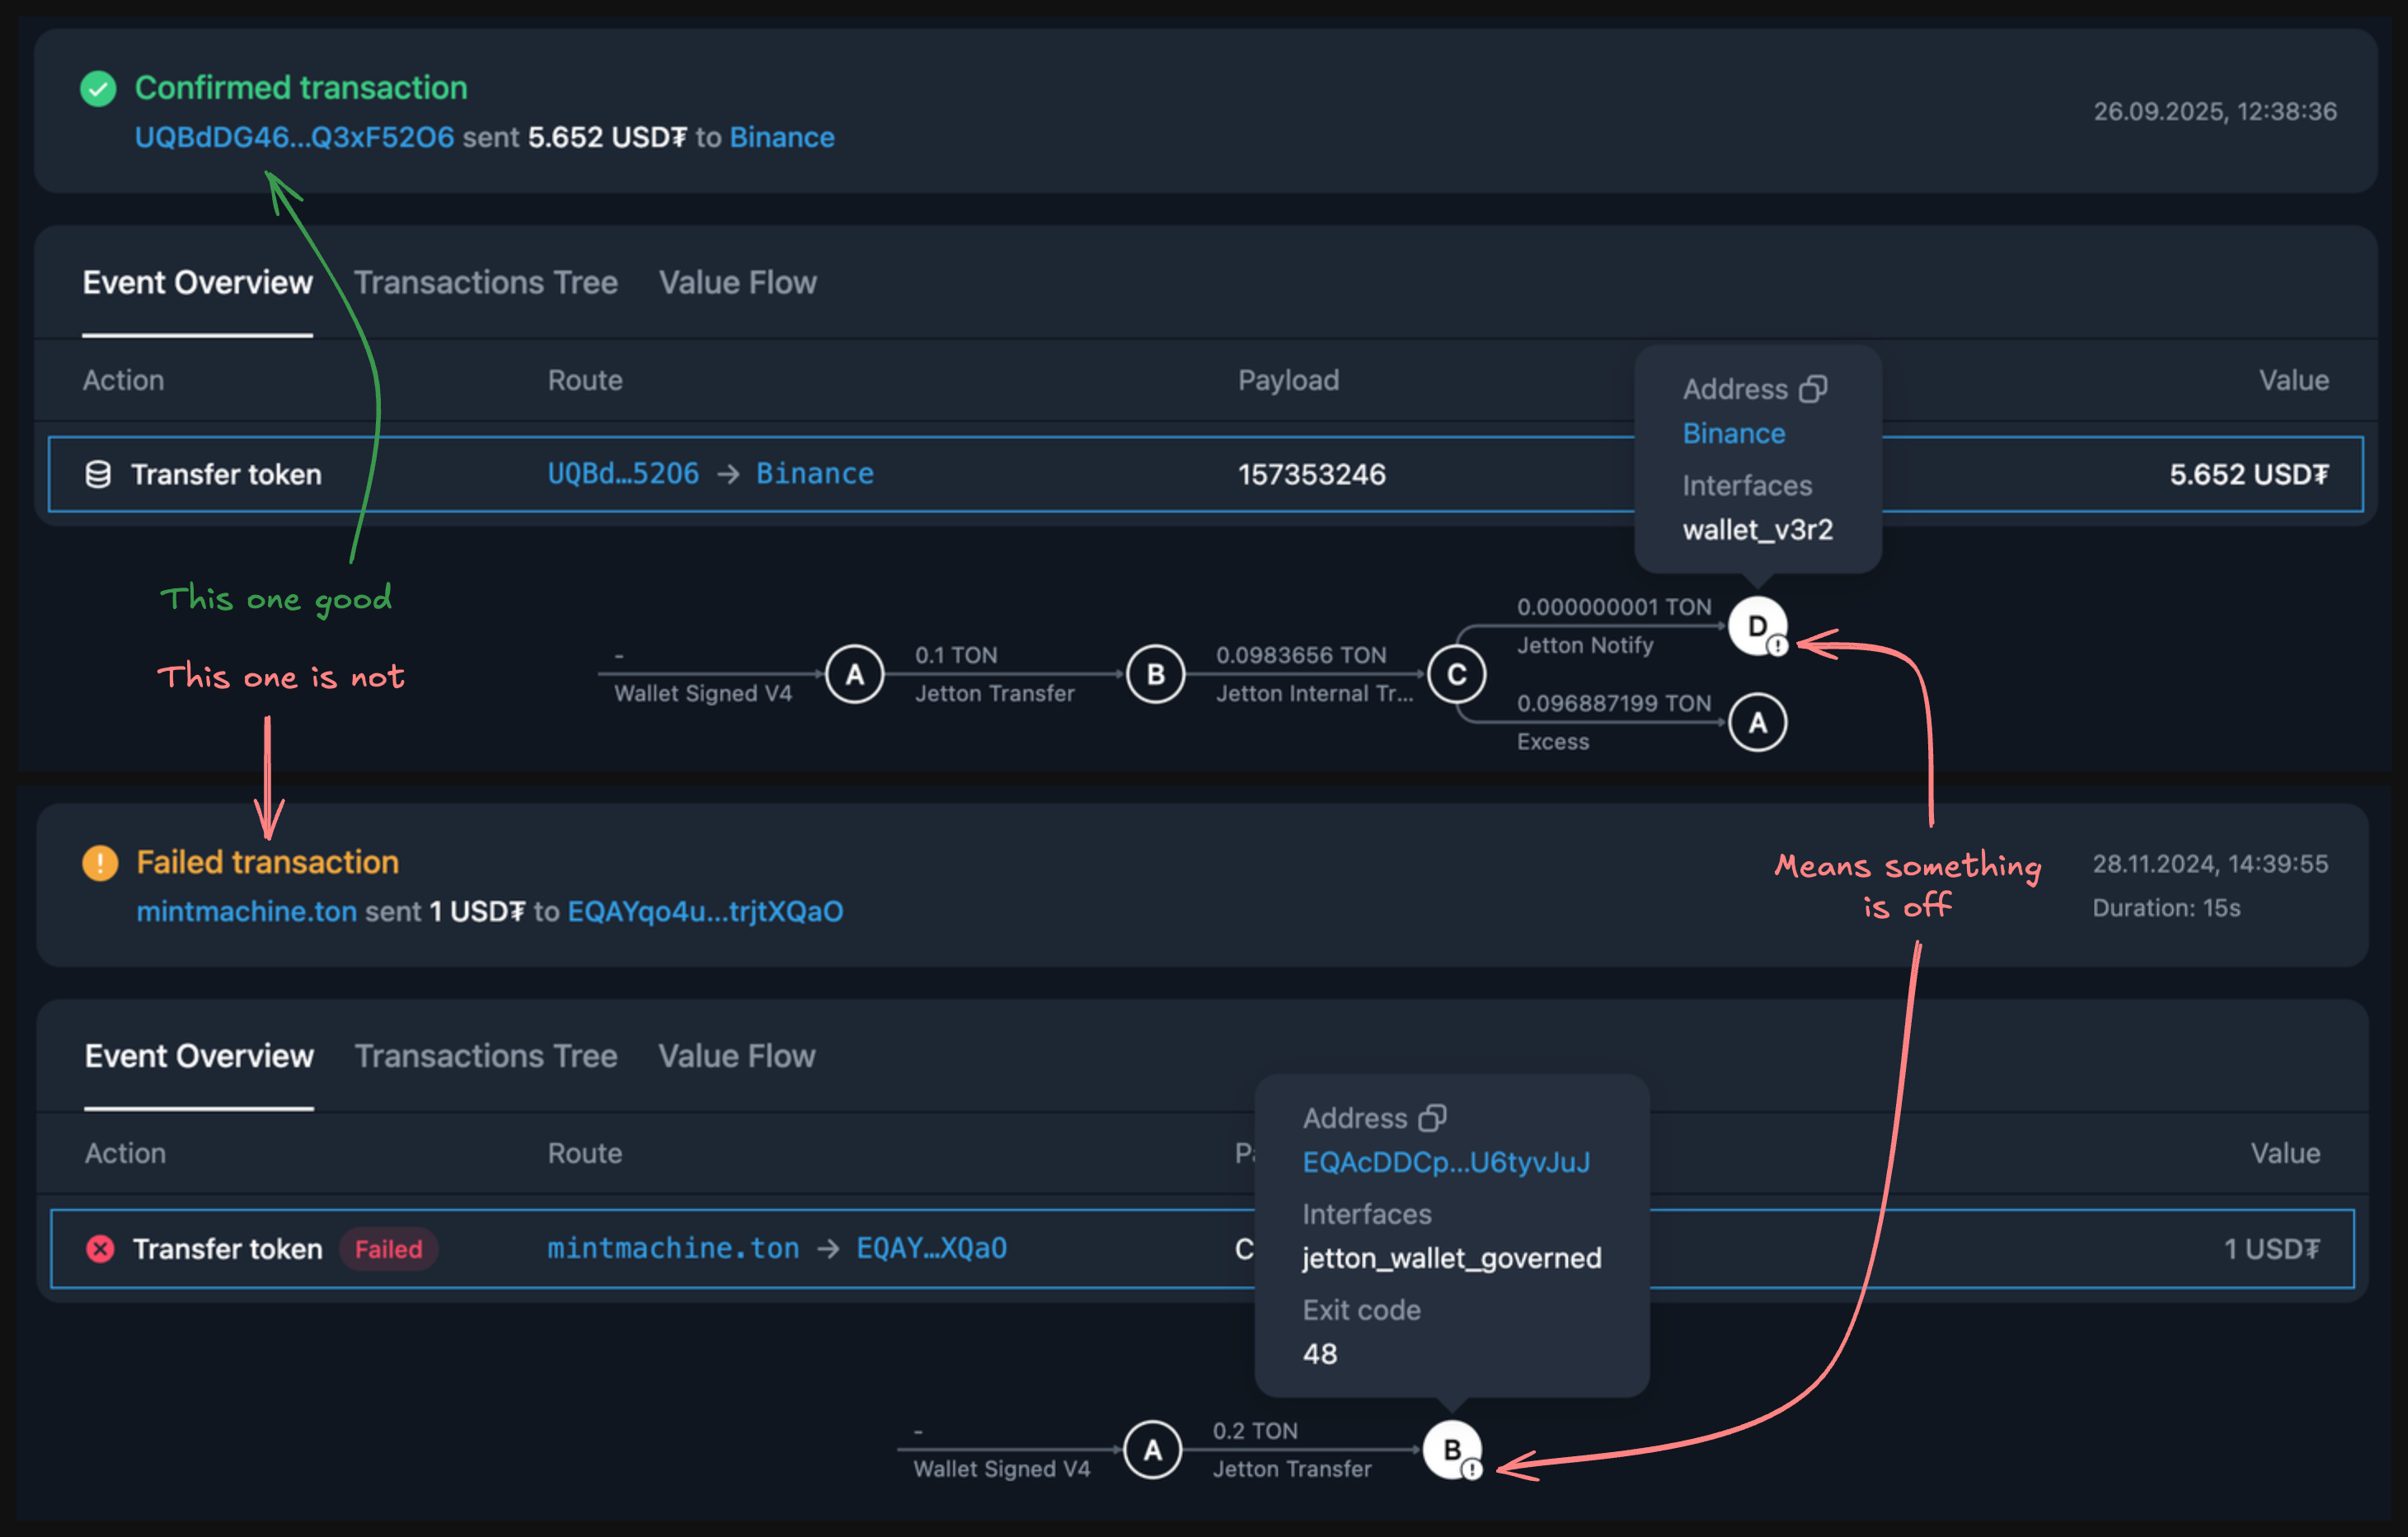 Confirmed transaction
UQBdDG46...Q3xF52O6 sent 5.652 USD₮ to Binance
26.09.2025, 12:38:36
Event Overview Transactions Tree Value Flow
Action Route Payload Value
Address
Binance
Interfaces
wallet_v3r2
Transfer token UQBd…52O6 → Binance 157353246 5.652 USD₮
This one good
This one is not
-
Wallet Signed V4
A
0.1 TON
Jetton Transfer
B
0.0983656 TON
Jetton Internal Tr...
C
0.000000001 TON
Jetton Notify
D
!
0.096887199 TON
Excess
A
!
Failed transaction
mintmachine.ton sent 1 USD₮ to EQAYqo4u...trjtXQaO
Means something
is off
28.11.2024, 14:39:55
Duration: 15s
Event Overview Transactions Tree Value Flow
Action Route Value
Address
EQAcDDCp...U6tyvJuJ
Interfaces
jetton_wallet_governed
Exit code
48
Transfer token Failed mintmachine.ton → EQAY…XQaO C 1 USD₮
-
Wallet Signed V4
A
0.2 TON
Jetton Transfer
B
!